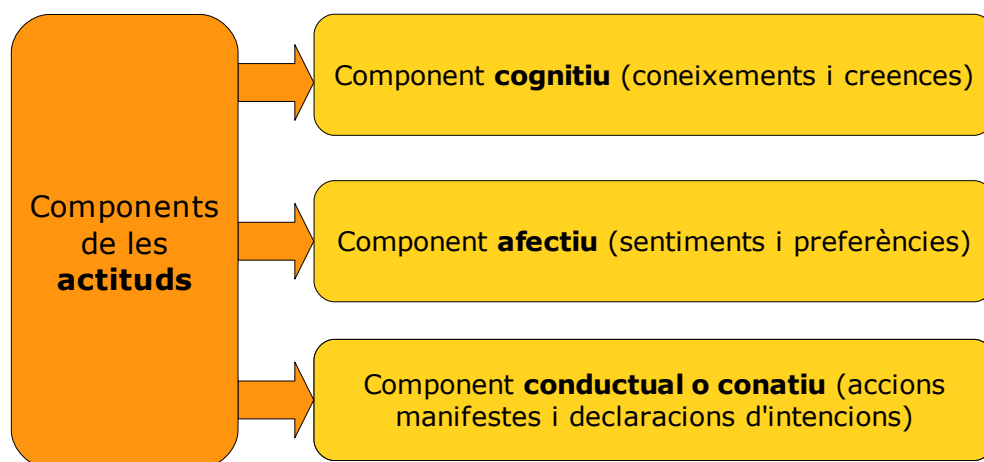 Components
de les
actituds
Component cognitiu (coneixements i creences)
Component afectiu (sentiments i preferències)
Component conductual o conatiu (accions
manifestes i declaracions d'intencions)